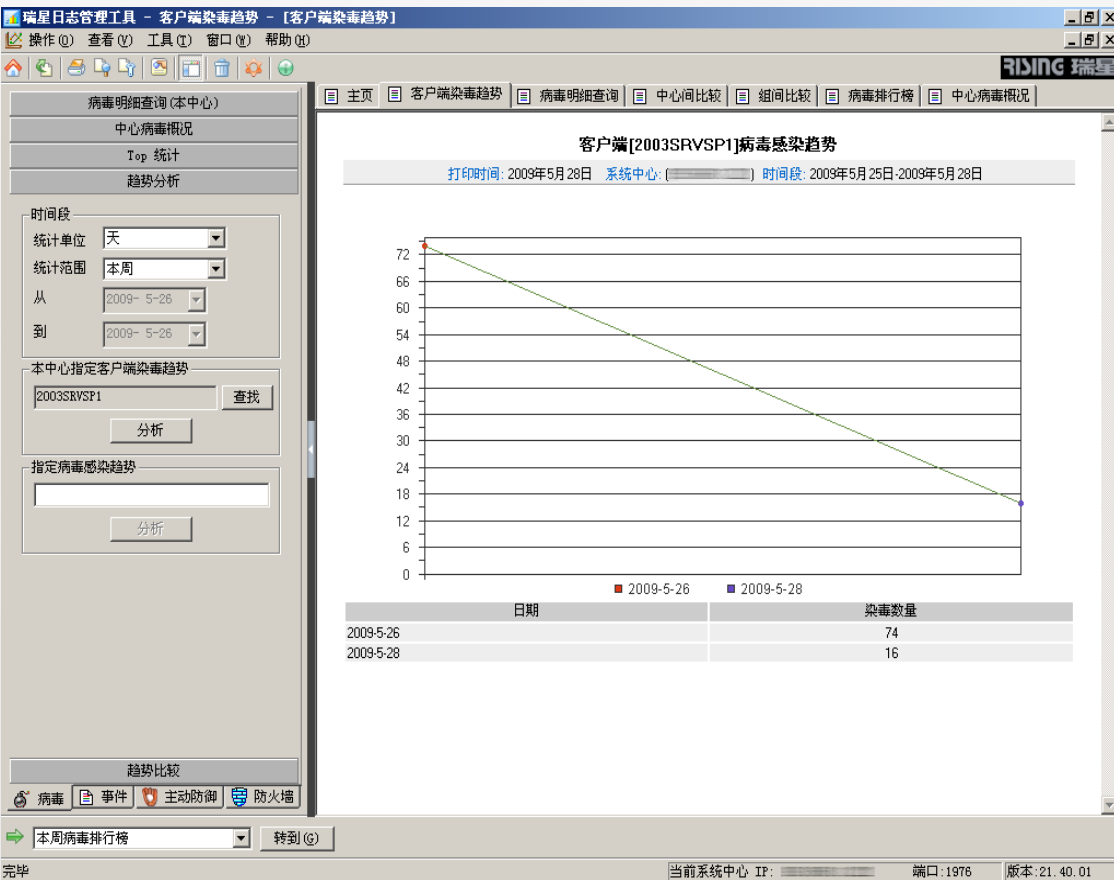 瑞星日志管理工具 - 客户端染毒趋势 - [客户端染毒趋势]
操作(O) 查看(V) 工具(T) 窗口(W) 帮助(H)
RISING 瑞星
病毒明细查询(本中心)
中心病毒概况
Top 统计
趋势分析
时间段
统计单位 天
统计范围 本周
从 2009- 5-26
到 2009- 5-26
本中心指定客户端染毒趋势
2003SRVSP1 查找
分析
指定病毒感染趋势
分析
趋势比较
病毒 事件 主动防御 防火墙
主页 客户端染毒趋势 病毒明细查询 中心间比较 组间比较 病毒排行榜 中心病毒概况
客户端[2003SRVSP1]病毒感染趋势
打印时间: 2009年5月28日 系统中心: ( ) 时间段: 2009年5月25日-2009年5月28日
72
66
60
54
48
42
36
30
24
18
12
6
0
2009-5-26 2009-5-28
日期 染毒数量
2009-5-26 74
2009-5-28 16
本周病毒排行榜 转到(G)
完毕 当前系统中心 IP: 端口:1976 版本:21.40.01